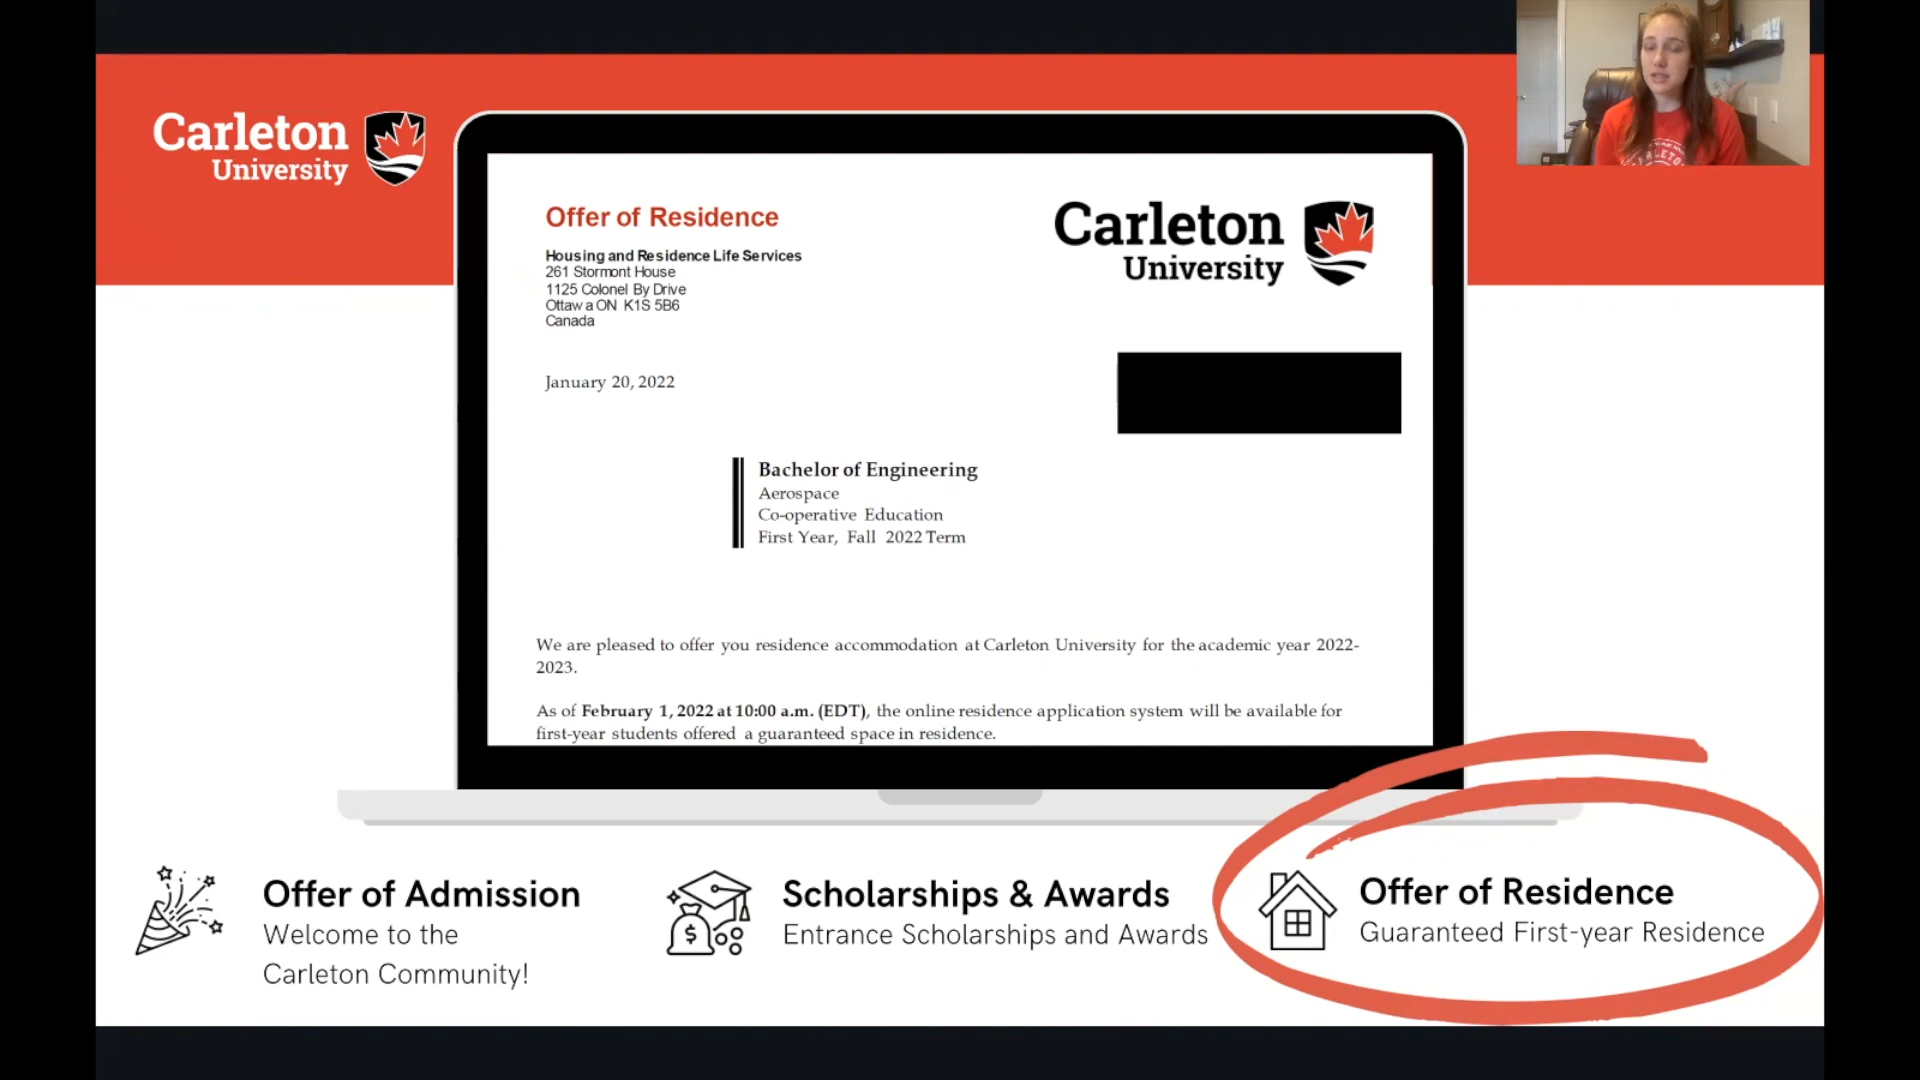 Carleton
University
Offer of Residence
Housing and Residence Life Services
261 Stormont House
1125 Colonel By Drive
Ottawa ON K1S 5B6
Canada
Carleton
University
January 20, 2022
Bachelor of Engineering
Aerospace
Co-operative Education
First Year, Fall 2022 Term
We are pleased to offer you residence accommodation at Carleton University for the academic year 2022-
2023.
As of February 1, 2022 at 10:00 a.m. (EDT), the online residence application system will be available for
first-year students offered a guaranteed space in residence.
Offer of Admission
Welcome to the
Carleton Community!
Scholarships & Awards
Entrance Scholarships and Awards
$
Offer of Residence
Guaranteed First-year Residence